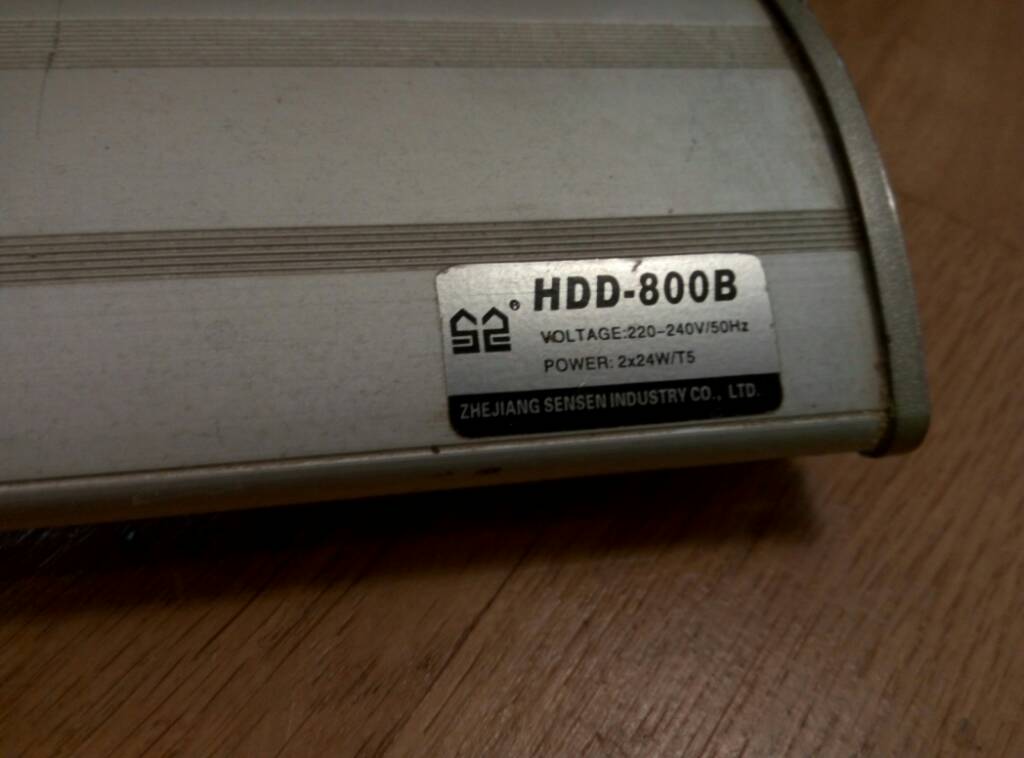 HDD-800B
VOLTAGE:220-240V/50Hz
POWER: 2x24W/T5
ZHEJIANG SENSEN INDUSTRY CO., LTD.